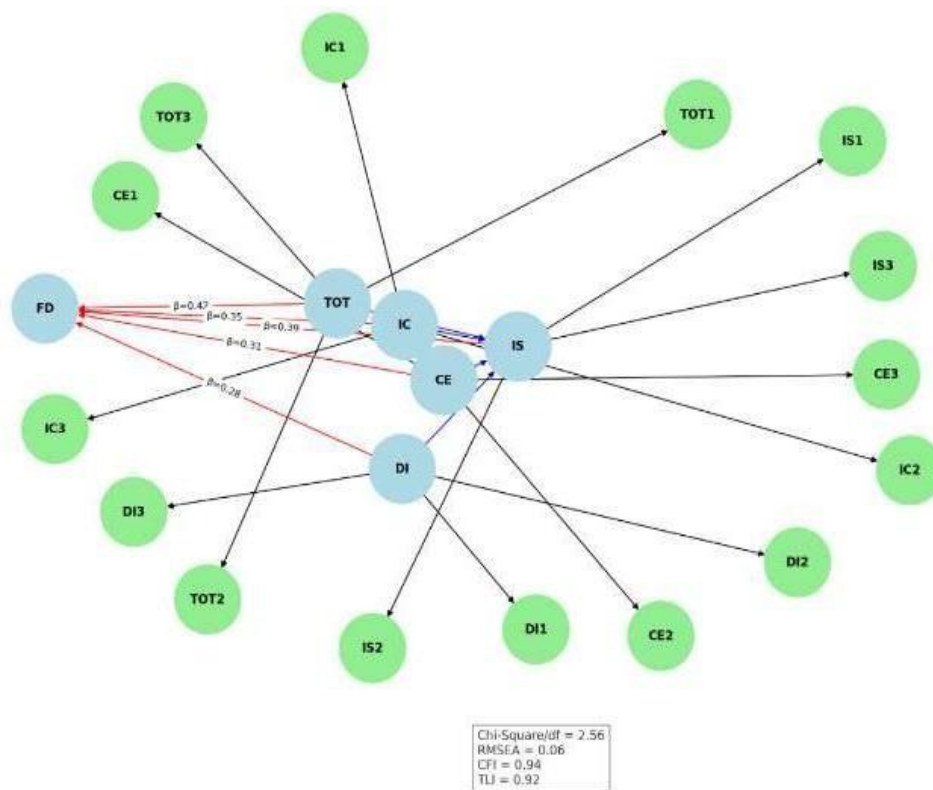 IC1
TOT3
TOT1
IS1
CE1
IS3
FD
TOT
β=0.47
β=0.35
β=0.39
IC
IS
β=0.31
CE
CE3
β=0.28
IC3
DI
IC2
DI3
DI2
TOT2
DI1
CE2
IS2
Chi-Square/df = 2.56
RMSEA = 0.06
CFI = 0.94
TLI = 0.92